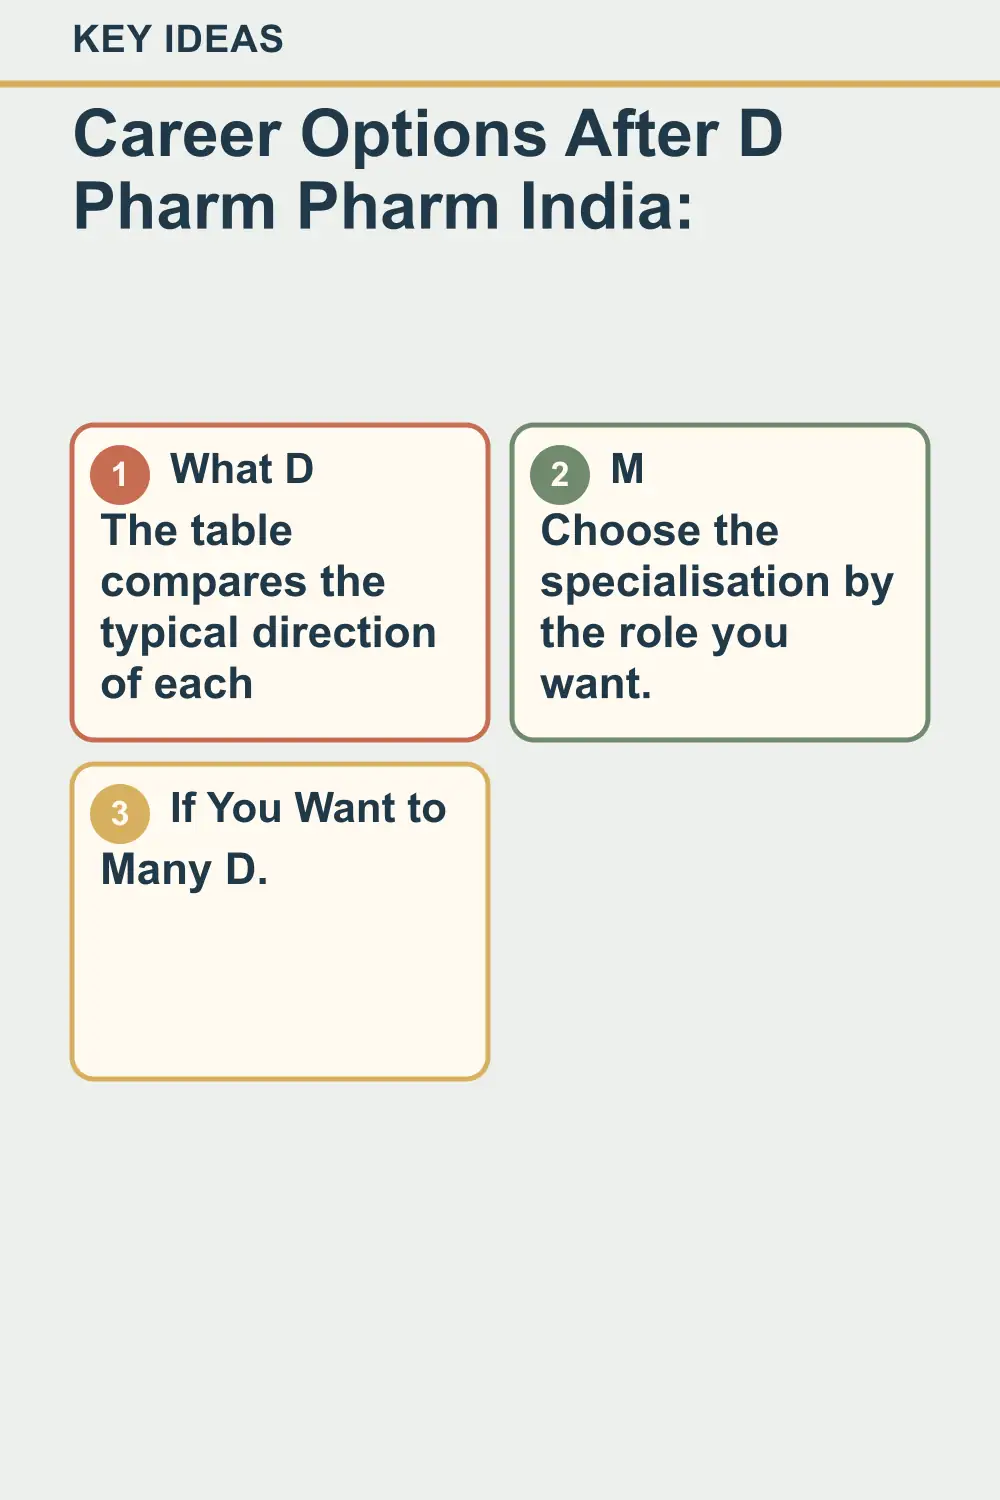 KEY IDEAS
Career Options After D
Pharm Pharm India:
1 What D
The table
compares the
typical direction
of each
2 M
Choose the
specialisation by
the role you
want.
3 If You Want to
Many D.